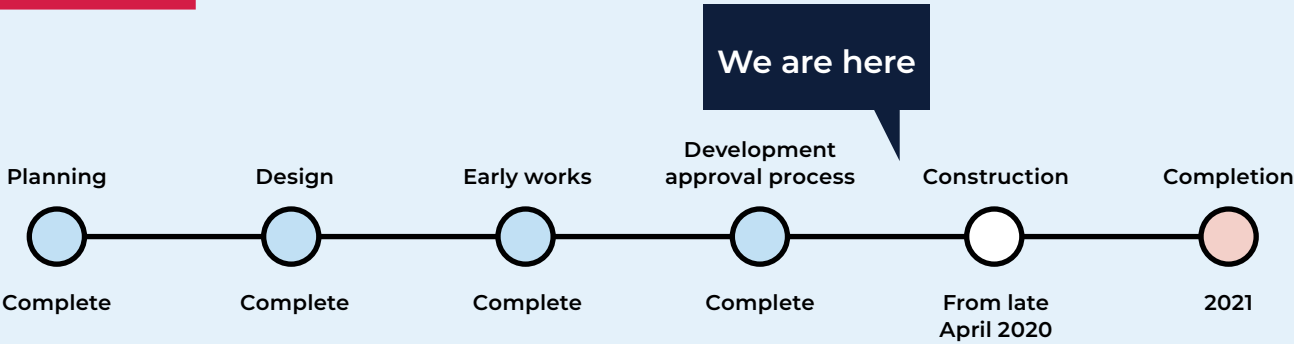 We are here
Planning
Design
Early works
Development
approval process
Construction
Completion
Complete
Complete
Complete
Complete
From late
April 2020
2021